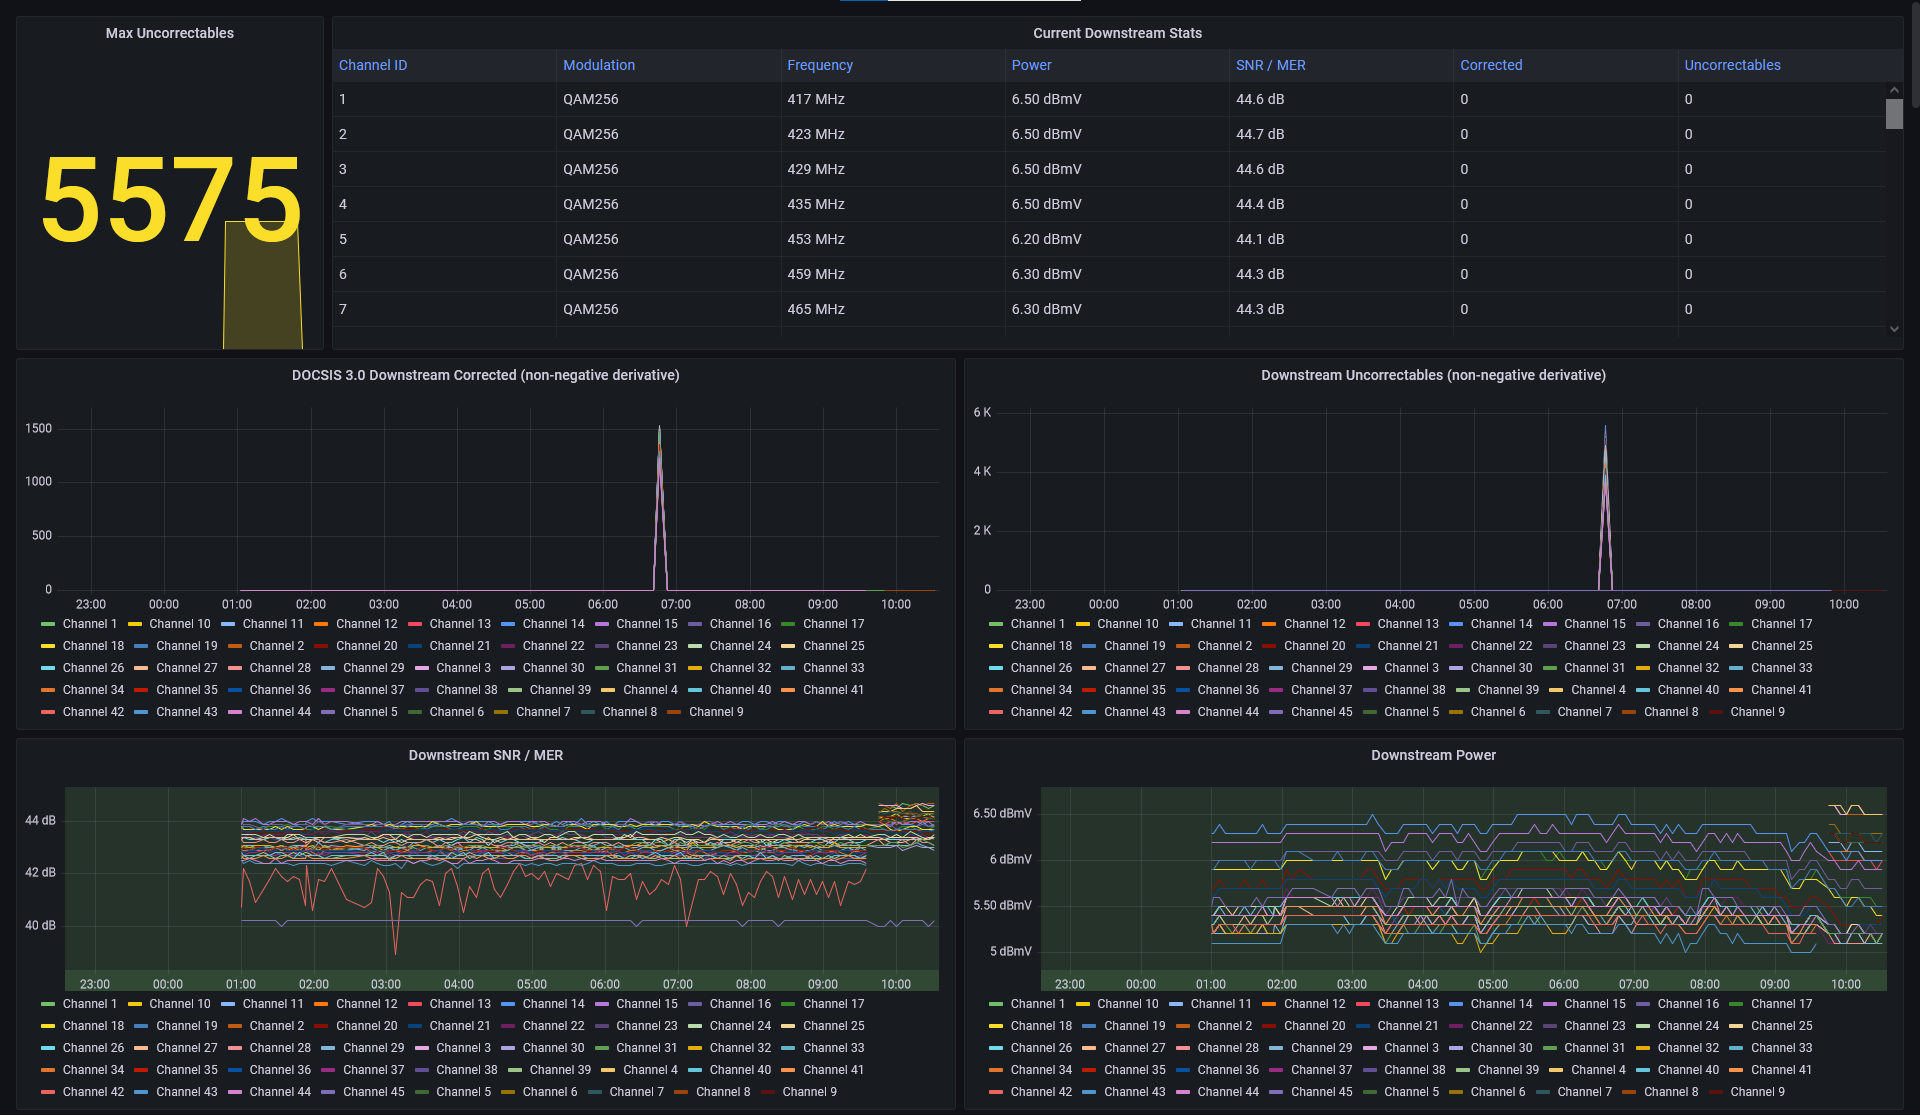 Max Uncorrectables
5575
Current Downstream Stats
Channel ID Modulation Frequency Power SNR / MER Corrected Uncorrectables
1 QAM256 417 MHz 6.50 dBmV 44.6 dB 0 0
2 QAM256 423 MHz 6.50 dBmV 44.7 dB 0 0
3 QAM256 429 MHz 6.50 dBmV 44.6 dB 0 0
4 QAM256 435 MHz 6.50 dBmV 44.4 dB 0 0
5 QAM256 453 MHz 6.20 dBmV 44.1 dB 0 0
6 QAM256 459 MHz 6.30 dBmV 44.3 dB 0 0
7 QAM256 465 MHz 6.30 dBmV 44.3 dB 0 0
DOCSIS 3.0 Downstream Corrected (non-negative derivative)
1500
1000
500
0
23:00 00:00 01:00 02:00 03:00 04:00 05:00 06:00 07:00 08:00 09:00 10:00
Channel 1 Channel 10 Channel 11 Channel 12 Channel 13 Channel 14 Channel 15 Channel 16 Channel 17
Channel 18 Channel 19 Channel 2 Channel 20 Channel 21 Channel 22 Channel 23 Channel 24 Channel 25
Channel 26 Channel 27 Channel 28 Channel 29 Channel 3 Channel 30 Channel 31 Channel 32 Channel 33
Channel 34 Channel 35 Channel 36 Channel 37 Channel 38 Channel 39 Channel 4 Channel 40 Channel 41
Channel 42 Channel 43 Channel 44 Channel 5 Channel 6 Channel 7 Channel 8 Channel 9
Downstream Uncorrectables (non-negative derivative)
6 K
4 K
2 K
0
23:00 00:00 01:00 02:00 03:00 04:00 05:00 06:00 07:00 08:00 09:00 10:00
Channel 1 Channel 10 Channel 11 Channel 12 Channel 13 Channel 14 Channel 15 Channel 16 Channel 17
Channel 18 Channel 19 Channel 2 Channel 20 Channel 21 Channel 22 Channel 23 Channel 24 Channel 25
Channel 26 Channel 27 Channel 28 Channel 29 Channel 3 Channel 30 Channel 31 Channel 32 Channel 33
Channel 34 Channel 35 Channel 36 Channel 37 Channel 38 Channel 39 Channel 4 Channel 40 Channel 41
Channel 42 Channel 43 Channel 44 Channel 45 Channel 5 Channel 6 Channel 7 Channel 8 Channel 9
Downstream SNR / MER
44 dB
42 dB
40 dB
23:00 00:00 01:00 02:00 03:00 04:00 05:00 06:00 07:00 08:00 09:00 10:00
Channel 1 Channel 10 Channel 11 Channel 12 Channel 13 Channel 14 Channel 15 Channel 16 Channel 17
Channel 18 Channel 19 Channel 2 Channel 20 Channel 21 Channel 22 Channel 23 Channel 24 Channel 25
Channel 26 Channel 27 Channel 28 Channel 29 Channel 3 Channel 30 Channel 31 Channel 32 Channel 33
Channel 34 Channel 35 Channel 36 Channel 37 Channel 38 Channel 39 Channel 4 Channel 40 Channel 41
Channel 42 Channel 43 Channel 44 Channel 45 Channel 5 Channel 6 Channel 7 Channel 8 Channel 9
Downstream Power
6.50 dBmV
6 dBmV
5.50 dBmV
5 dBmV
23:00 00:00 01:00 02:00 03:00 04:00 05:00 06:00 07:00 08:00 09:00 10:00
Channel 1 Channel 10 Channel 11 Channel 12 Channel 13 Channel 14 Channel 15 Channel 16 Channel 17
Channel 18 Channel 19 Channel 2 Channel 20 Channel 21 Channel 22 Channel 23 Channel 24 Channel 25
Channel 26 Channel 27 Channel 28 Channel 29 Channel 3 Channel 30 Channel 31 Channel 32 Channel 33
Channel 34 Channel 35 Channel 36 Channel 37 Channel 38 Channel 39 Channel 4 Channel 40 Channel 41
Channel 42 Channel 43 Channel 44 Channel 45 Channel 5 Channel 6 Channel 7 Channel 8 Channel 9